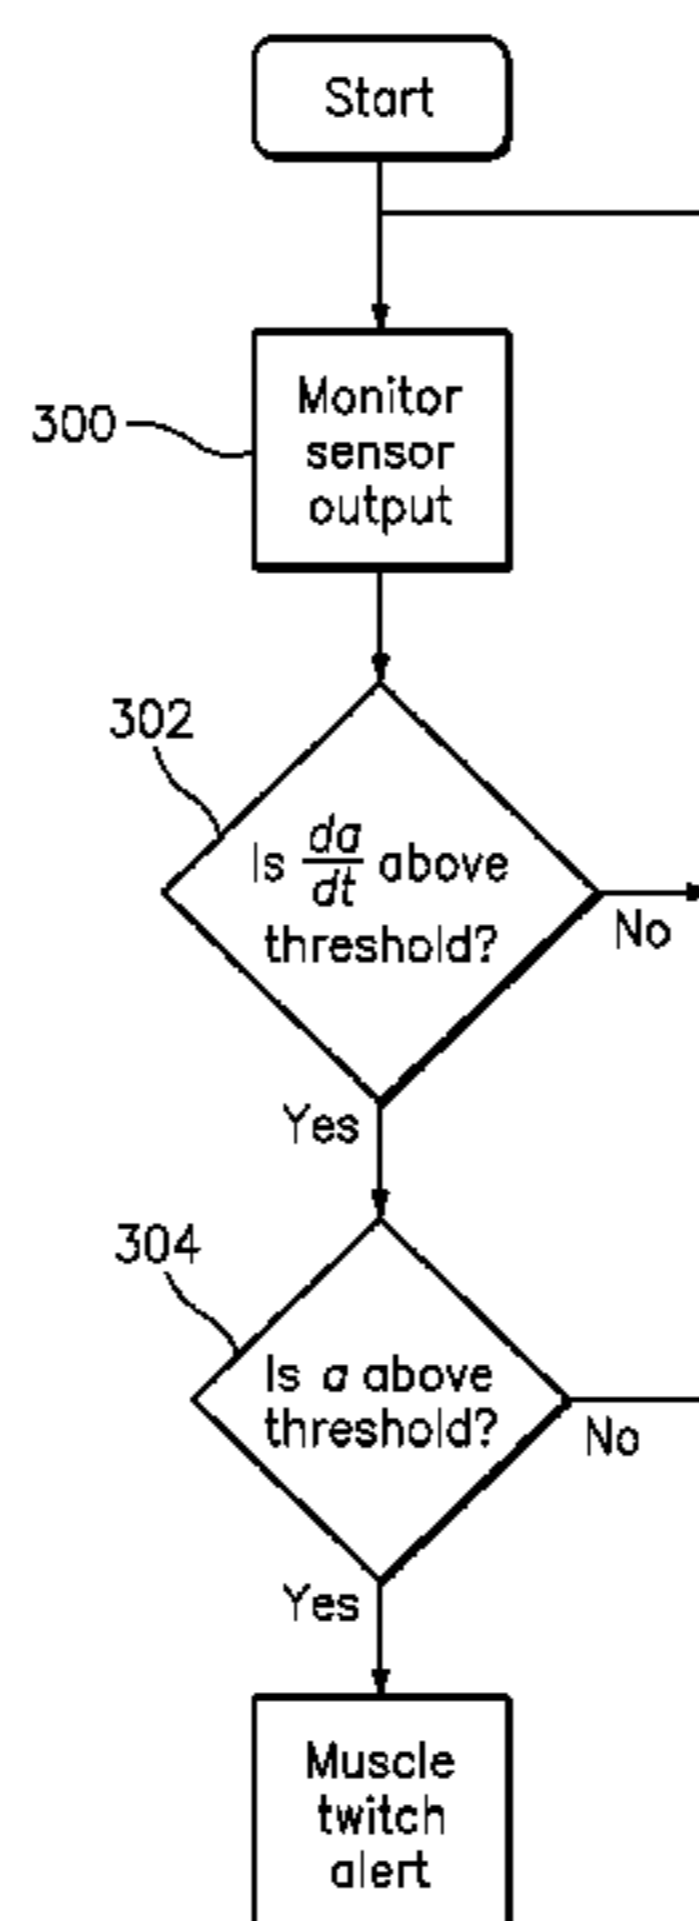 Start
300
Monitor
sensor
output
302
Is da/dt above
threshold?
No
Yes
304
Is a above
threshold?
No
Yes
Muscle
twitch
alert